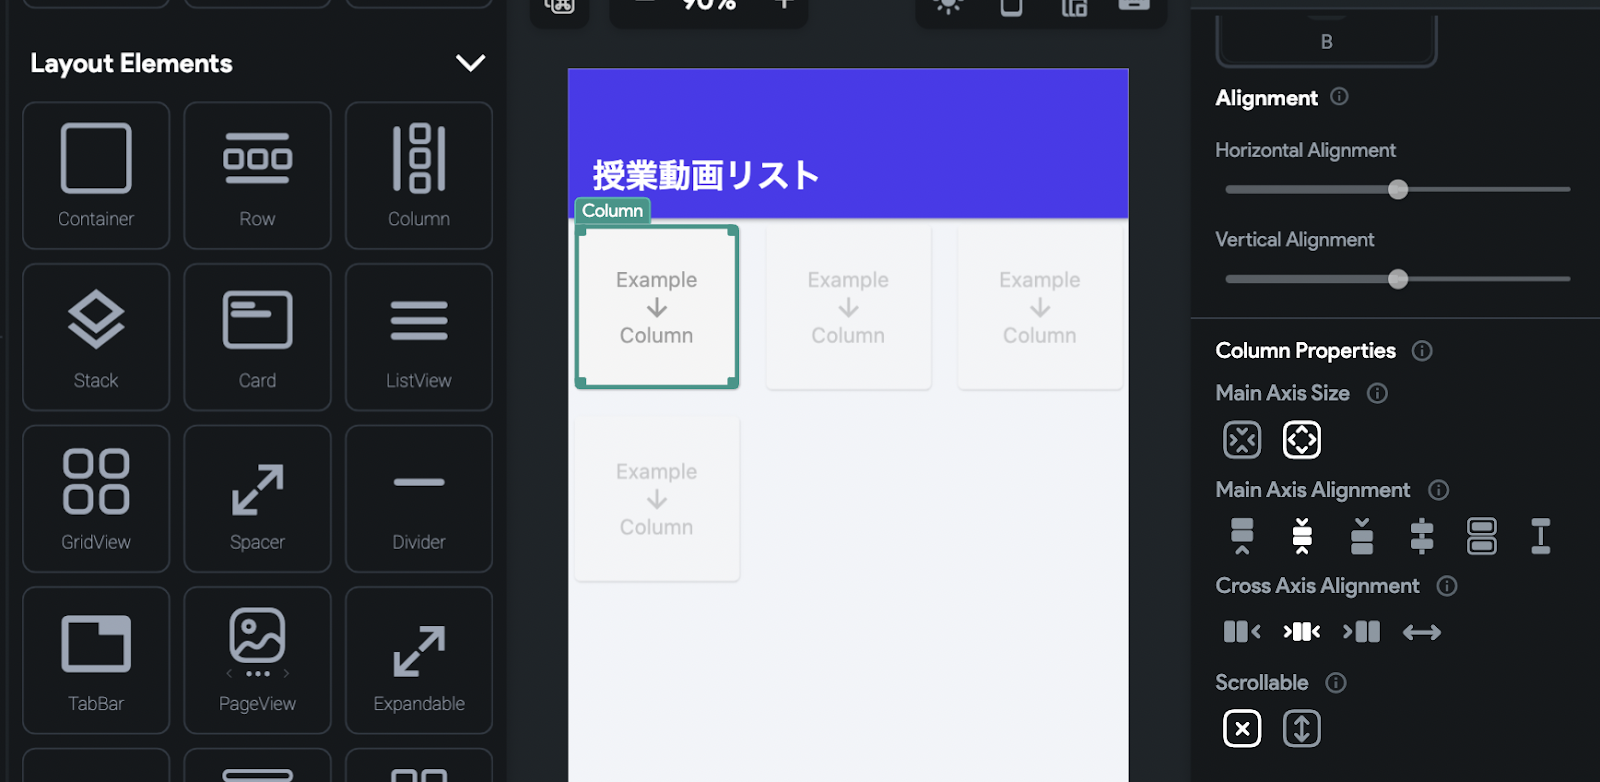 90%
B
Layout Elements
Container
Row
Column
Stack
Card
ListView
GridView
Spacer
Divider
TabBar
PageView
Expandable
授業動画リスト
Column
Example
Column
Example
Column
Example
Column
Example
Column
Alignment
Horizontal Alignment
Vertical Alignment
Column Properties
Main Axis Size
Main Axis Alignment
Cross Axis Alignment
Scrollable